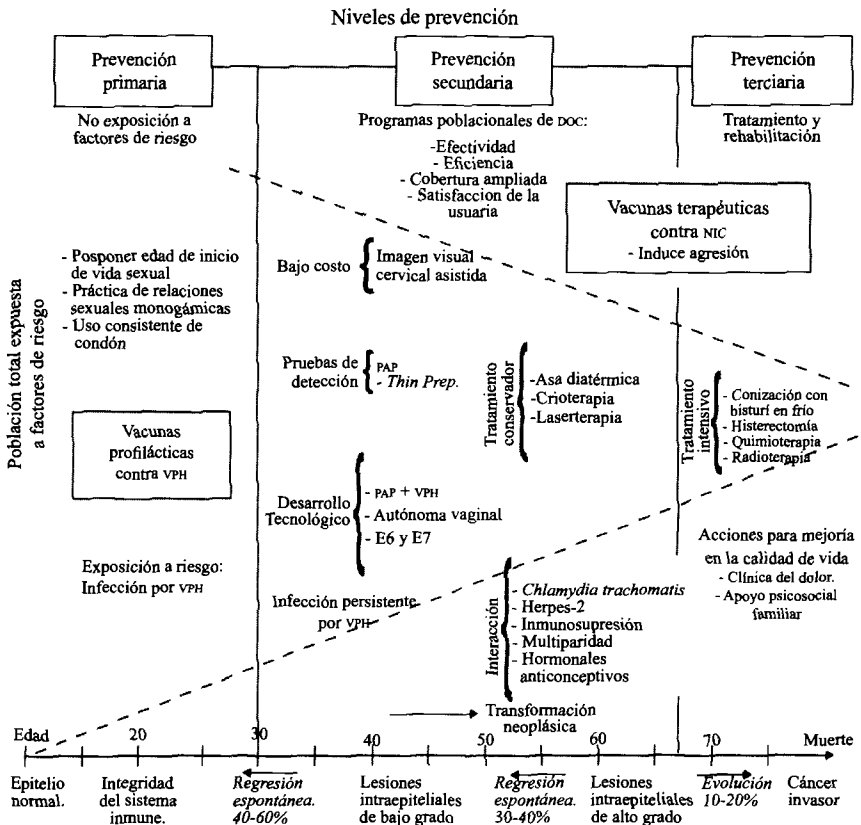 Niveles de prevención
Prevención
primaria
Prevención
secundaria
Prevención
terciaria
No exposición a
factores de riesgo
Programas poblacionales de DOC:
-Efectividad
- Eficiencia
- Cobertura ampliada
- Satisfaccion de la
usuaria
Tratamiento y
rehabilitación
Vacunas terapéuticas
contra NIC
- Induce agresión
Población total expuesta
a factores de riesgo
- Posponer edad de inicio
de vida sexual
- Práctica de relaciones
sexuales monogámicas
- Uso consistente de
condón
Bajo costo
Imagen visual
cervical asistida
Pruebas de
detección
PAP
- Thin Prep.
Tratamiento
conservador
- Asa diatérmica
- Crioterapia
- Laserterapia
Tratamiento
intensivo
- Conización con
bisturí en frío
- Histerectomía
- Quimioterapia
- Radioterapia
Vacunas
profilácticas
contra VPH
Desarrollo
Tecnológico
- PAP + VPH
- Autónoma vaginal
- E6 y E7
Acciones para mejoría
en la calidad de vida
- Clínica del dolor.
- Apoyo psicosocial
familiar
Exposición a riesgo:
Infección por VPH
Infección persistente
por VPH
Interacción
- Chlamydia trachomatis
- Herpes-2
- Inmunosupresión
- Multiparidad
- Hormonales
anticonceptivos
Transformación
neoplásica
Edad
20
30
40
50
60
70
Muerte
Epitelio
normal.
Integridad
del sistema
inmune.
Regresión
espontánea.
40-60%
Lesiones
intraepiteliales
de bajo grado
Regresión
espontánea.
30-40%
Lesiones
intraepiteliales
de alto grado
Evolución
10-20%
Cáncer
invasor